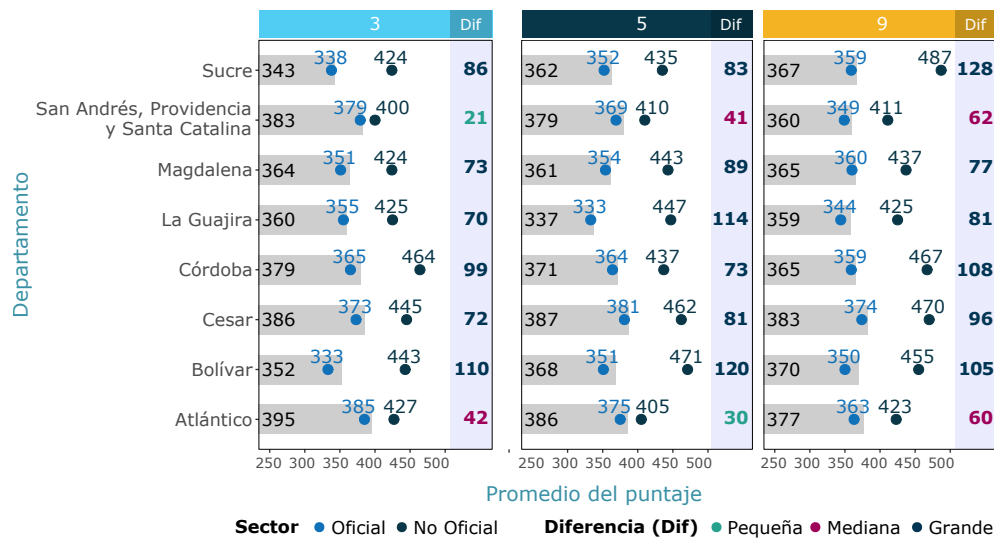 3 Dif 5 Dif 9 Dif
Sucre 343 338 424 86 362 352 435 83 367 359 487 128
San Andrés, Providencia
y Santa Catalina 383 379 400 21 379 369 410 41 360 349 411 62
Magdalena 364 351 424 73 361 354 443 89 365 360 437 77
La Guajira 360 355 425 70 337 333 447 114 359 344 425 81
Córdoba 379 365 464 99 371 364 437 73 365 359 467 108
Cesar 386 373 445 72 387 381 462 81 383 374 470 96
Bolívar 352 333 443 110 368 351 471 120 370 350 455 105
Atlántico 395 385 427 42 386 375 405 30 377 363 423 60
Departamento
250 300 350 400 500 250 300 350 400 500 250 300 350 400 500
Promedio del puntaje
Sector Oficial No Oficial Diferencia (Dif) Pequeña Mediana Grande